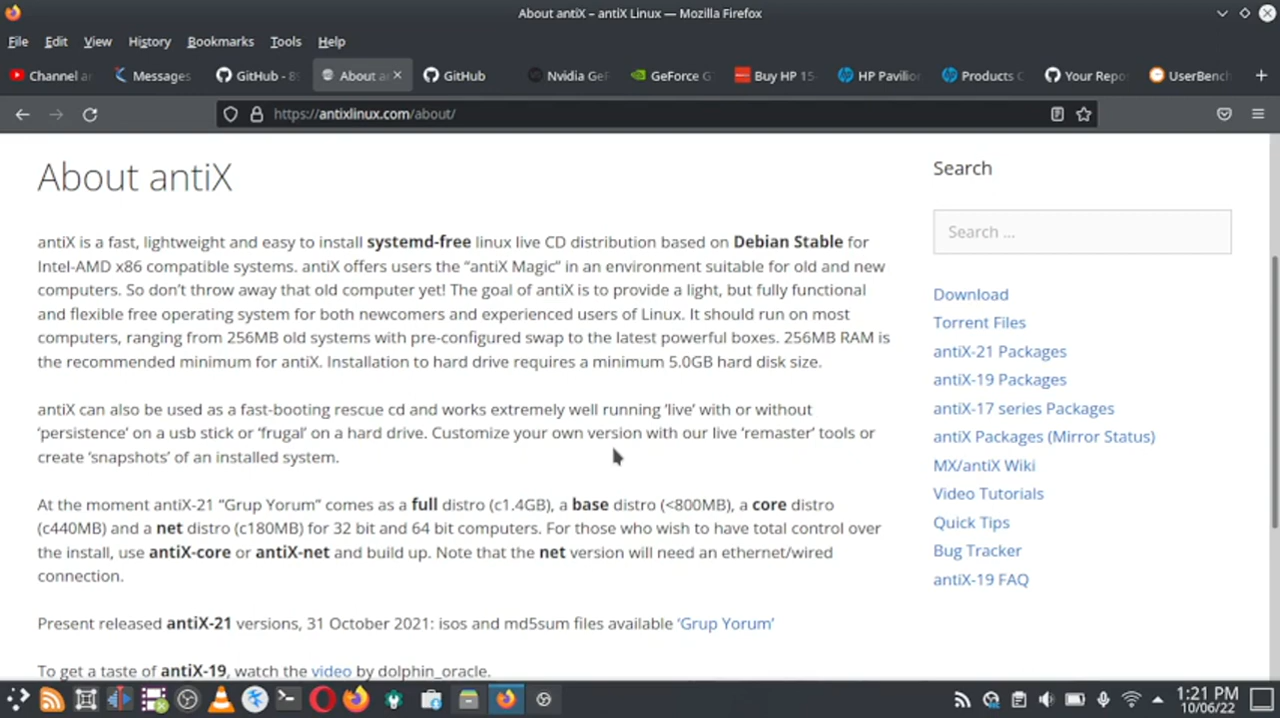 About antiX – antiX Linux — Mozilla Firefox
File Edit View History Bookmarks Tools Help
Channel a
Messages
GitHub - 8
About a
GitHub
Nvidia GeF
GeForce G
Buy HP 15-
HP Pavilio
Products C
Your Repo
UserBench
https://antixlinux.com/about/
About antiX
antiX is a fast, lightweight and easy to install systemd-free linux live CD distribution based on Debian Stable for
Intel-AMD x86 compatible systems. antiX offers users the “antiX Magic” in an environment suitable for old and new
computers. So don’t throw away that old computer yet! The goal of antiX is to provide a light, but fully functional
and flexible free operating system for both newcomers and experienced users of Linux. It should run on most
computers, ranging from 256MB old systems with pre-configured swap to the latest powerful boxes. 256MB RAM is
the recommended minimum for antiX. Installation to hard drive requires a minimum 5.0GB hard disk size.
antiX can also be used as a fast-booting rescue cd and works extremely well running ‘live’ with or without
‘persistence’ on a usb stick or ‘frugal’ on a hard drive. Customize your own version with our live ‘remaster’ tools or
create ‘snapshots’ of an installed system.
At the moment antiX-21 “Grup Yorum” comes as a full distro (c1.4GB), a base distro (<800MB), a core distro
(c440MB) and a net distro (c180MB) for 32 bit and 64 bit computers. For those who wish to have total control over
the install, use antiX-core or antiX-net and build up. Note that the net version will need an ethernet/wired
connection.
Present released antiX-21 versions, 31 October 2021: isos and md5sum files available ‘Grup Yorum’
To get a taste of antiX-19, watch the video by dolphin_oracle.
Search
Search ...
Download
Torrent Files
antiX-21 Packages
antiX-19 Packages
antiX-17 series Packages
antiX Packages (Mirror Status)
MX/antiX Wiki
Video Tutorials
Quick Tips
Bug Tracker
antiX-19 FAQ
1:21 PM
10/06/22